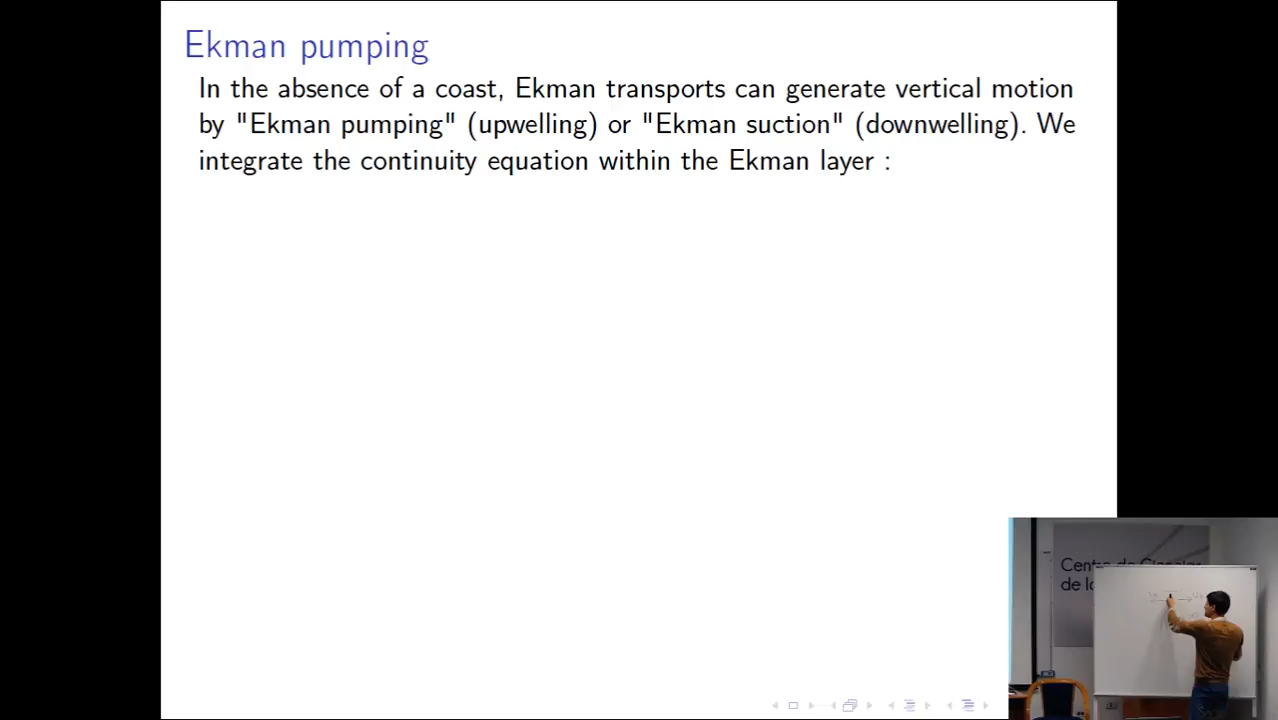 Ekman pumping
In the absence of a coast, Ekman transports can generate vertical motion
by "Ekman pumping" (upwelling) or "Ekman suction" (downwelling). We
integrate the continuity equation within the Ekman layer :
de